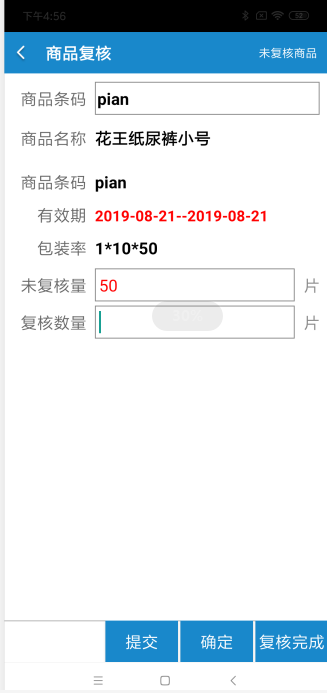 下午4:56
商品复核 未复核商品
商品条码 pian
商品名称 花王纸尿裤小号
商品条码 pian
有效期 2019-08-21--2019-08-21
包装率 1*10*50
未复核量 50 片
复核数量 片
提交 确定 复核完成